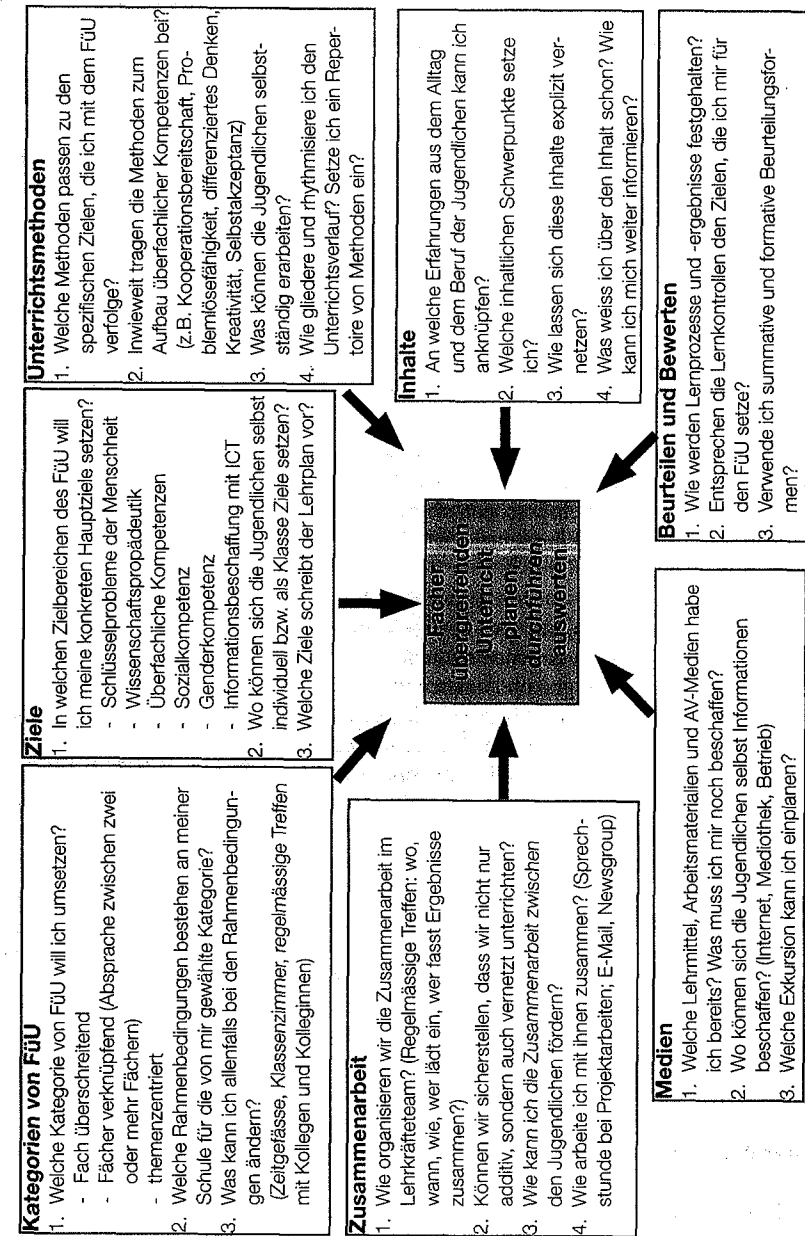 Kategorien von FüU
1. Welche Kategorie von FüU will ich umsetzen?
- Fach überschreitend
- Fächer verknüpfend (Absprache zwischen zwei
oder mehr Fächern)
- themenzentriert
2. Welche Rahmenbedingungen bestehen an meiner
Schule für die von mir gewählte Kategorie?
3. Was kann ich allenfalls bei den Rahmenbedingun-
gen ändern?
(Zeitgefässe, Klassenzimmer, regelmässige Treffen
mit Kollegen und Kolleginnen)
Ziele
1. In welchen Zielbereichen des FüU will
ich meine konkreten Hauptziele setzen?
- Schlüsselprobleme der Menschheit
- Wissenschaftspropädeutik
- Überfachliche Kompetenzen
- Sozialkompetenz
- Genderkompetenz
- Informationsbeschaffung mit ICT
2. Wo können sich die Jugendlichen selbst
individuell bzw. als Klasse Ziele setzen?
3. Welche Ziele schreibt der Lehrplan vor?
Unterrichtsmethoden
1. Welche Methoden passen zu den
spezifischen Zielen, die ich mit dem FüU
verfolge?
2. Invieweit tragen die Methoden zum
Aufbau überfachlicher Kompetenzen bei?
(z.B. Kooperationsbereitschaft, Pro-
blemlösefähigkeit, differenziertes Denken,
Kreativität, Selbstakzeptanz)
3. Was können die Jugendlichen selbst-
ständig erarbeiten?
4. Wie gliedere und rhythmisiere ich den
Unterrichtsverlauf? Setze ich ein Reper-
toire von Methoden ein?
Zusammenarbeit
1. Wie organisieren wir die Zusammenarbeit im
Lehrkräfteteam? (Regelmässige Treffen: wo,
wann, wie, wer lädt ein, wer fasst Ergebnisse
zusammen?)
2. Können wir sicherstellen, dass wir nicht nur
additiv, sondern auch vernetzt unterrichten?
3. Wie kann ich die Zusammenarbeit zwischen
den Jugendlichen fördern?
4. Wie arbeite ich mit ihnen zusammen? (Sprech-
stunde bei Projektarbeiten; E-Mail, Newsgroup)
Fächer
übergreifenden
Unterricht
planen,
durchführen,
auswerten
Inhalte
1. An welche Erfahrungen aus dem Alltag
und dem Beruf der Jugendlichen kann ich
anknüpfen?
2. Welche inhaltlichen Schwerpunkte setze
ich?
3. Wie lassen sich diese Inhalte explizit ver-
netzen?
4. Was weiss ich über den Inhalt schon? Wie
kann ich mich weiter informieren?
Medien
1. Welche Lehrmittel, Arbeitsmaterialien und AV-Medien habe
ich bereits? Was muss ich mir noch beschaffen?
2. Wo können sich die Jugendlichen selbst Informationen
beschaffen? (Internet, Mediothek, Betrieb)
3. Welche Exkursion kann ich einplanen?
Beurteilen und Bewerten
1. Wie werden Lernprozesse und -ergebnisse festgehalten?
2. Entsprechen die Lernkontrollen den Zielen, die ich mir für
den FüU setze?
3. Verwende ich summative und formative Beurteilungsfor-
men?